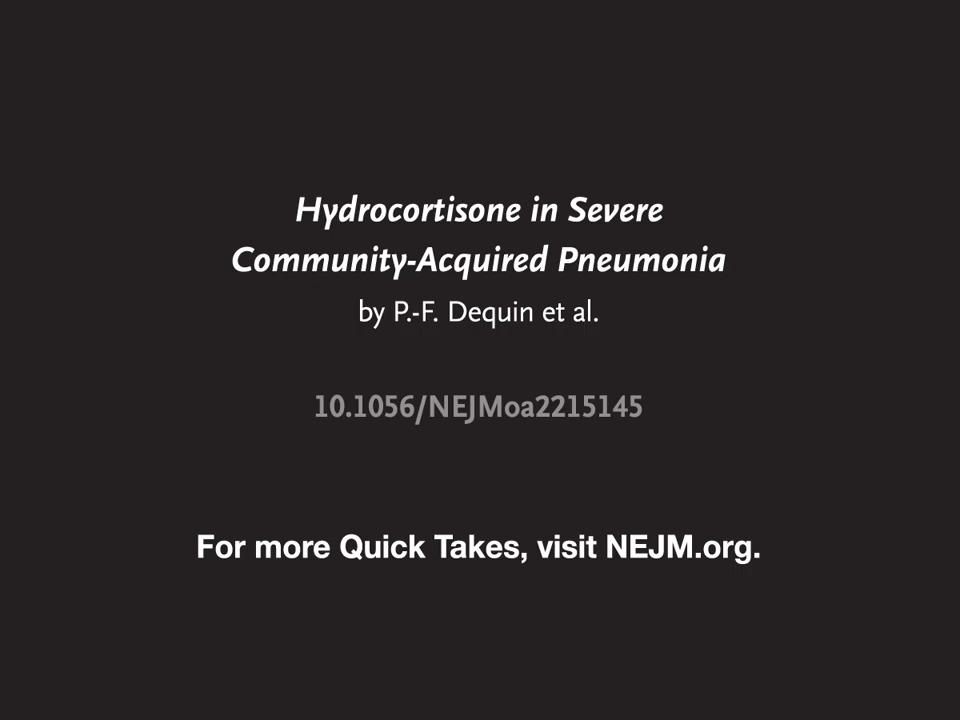 Hydrocortisone in Severe
Community-Acquired Pneumonia
by P.-F. Dequin et al.
10.1056/NEJMoa2215145
For more Quick Takes, visit NEJM.org.